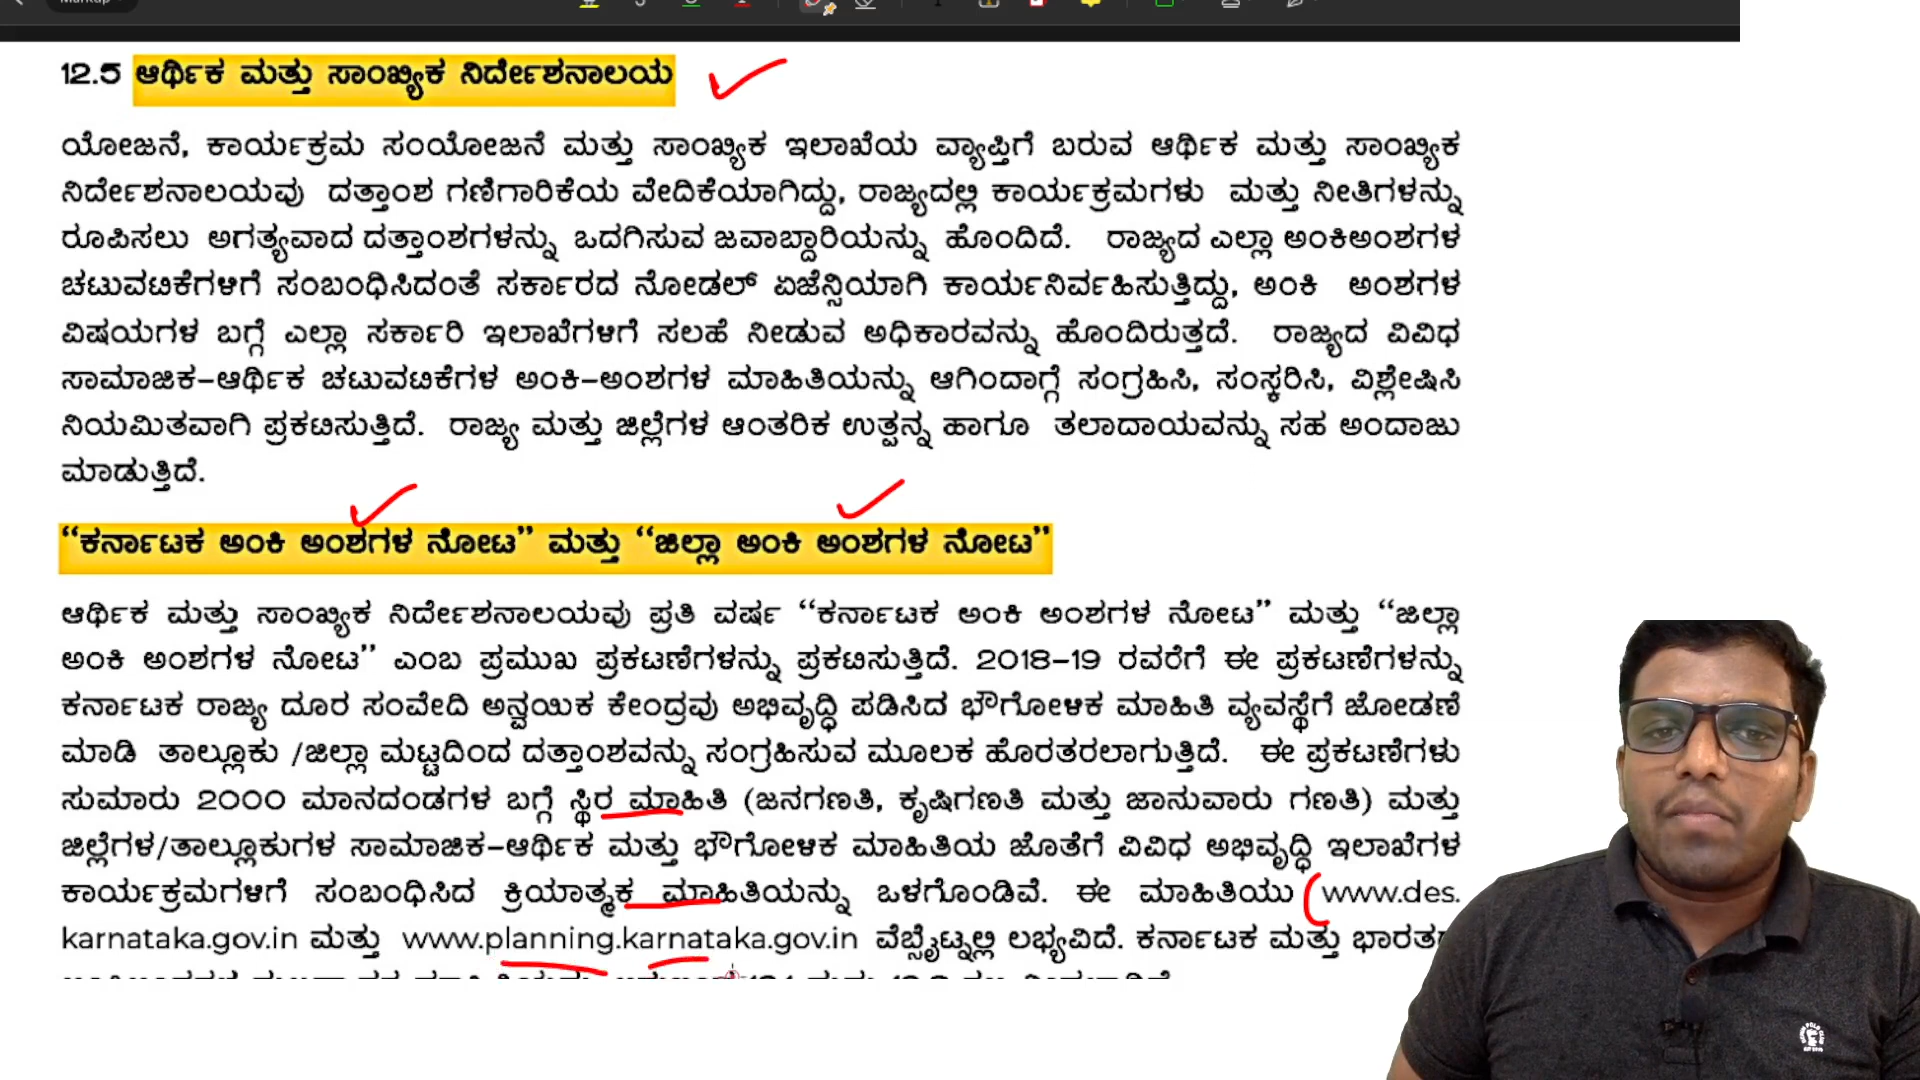 12.5 ಆರ್ಥಿಕ ಮತ್ತು ಸಾಂಖ್ಯಿಕ ನಿರ್ದೇಶನಾಲಯ
ಯೋಜನೆ, ಕಾರ್ಯಕ್ರಮ ಸಂಯೋಜನೆ ಮತ್ತು ಸಾಂಖ್ಯಿಕ ಇಲಾಖೆಯ ವ್ಯಾಪ್ತಿಗೆ ಬರುವ ಆರ್ಥಿಕ ಮತ್ತು ಸಾಂಖ್ಯಿಕ
ನಿರ್ದೇಶನಾಲಯವು ದತ್ತಾಂಶ ಗಣಿಗಾರಿಕೆಯ ವೇದಿಕೆಯಾಗಿದ್ದು, ರಾಜ್ಯದಲ್ಲಿ ಕಾರ್ಯಕ್ರಮಗಳು ಮತ್ತು ನೀತಿಗಳನ್ನು
ರೂಪಿಸಲು ಅಗತ್ಯವಾದ ದತ್ತಾಂಶಗಳನ್ನು ಒದಗಿಸುವ ಜವಾಬ್ದಾರಿಯನ್ನು ಹೊಂದಿದೆ. ರಾಜ್ಯದ ಎಲ್ಲಾ ಅಂಕಿಅಂಶಗಳ
ಚಟುವಟಿಕೆಗಳಿಗೆ ಸಂಬಂಧಿಸಿದಂತೆ ಸರ್ಕಾರದ ನೋಡಲ್ ಏಜೆನ್ಸಿಯಾಗಿ ಕಾರ್ಯನಿರ್ವಹಿಸುತ್ತಿದ್ದು, ಅಂಕಿ ಅಂಶಗಳ
ವಿಷಯಗಳ ಬಗ್ಗೆ ಎಲ್ಲಾ ಸರ್ಕಾರಿ ಇಲಾಖೆಗಳಿಗೆ ಸಲಹೆ ನೀಡುವ ಅಧಿಕಾರವನ್ನು ಹೊಂದಿರುತ್ತದೆ. ರಾಜ್ಯದ ವಿವಿಧ
ಸಾಮಾಜಿಕ-ಆರ್ಥಿಕ ಚಟುವಟಿಕೆಗಳ ಅಂಕಿ-ಅಂಶಗಳ ಮಾಹಿತಿಯನ್ನು ಆಗಿಂದಾಗ್ಗೆ ಸಂಗ್ರಹಿಸಿ, ಸಂಸ್ಕರಿಸಿ, ವಿಶ್ಲೇಷಿಸಿ
ನಿಯಮಿತವಾಗಿ ಪ್ರಕಟಿಸುತ್ತಿದೆ. ರಾಜ್ಯ ಮತ್ತು ಜಿಲ್ಲೆಗಳ ಆಂತರಿಕ ಉತ್ಪನ್ನ ಹಾಗೂ ತಲಾದಾಯವನ್ನು ಸಹ ಅಂದಾಜು
ಮಾಡುತ್ತಿದೆ.
“ಕರ್ನಾಟಕ ಅಂಕಿ ಅಂಶಗಳ ನೋಟ” ಮತ್ತು “ಜಿಲ್ಲಾ ಅಂಕಿ ಅಂಶಗಳ ನೋಟ”
ಆರ್ಥಿಕ ಮತ್ತು ಸಾಂಖ್ಯಿಕ ನಿರ್ದೇಶನಾಲಯವು ಪ್ರತಿ ವರ್ಷ “ಕರ್ನಾಟಕ ಅಂಕಿ ಅಂಶಗಳ ನೋಟ” ಮತ್ತು “ಜಿಲ್ಲಾ
ಅಂಕಿ ಅಂಶಗಳ ನೋಟ” ಎಂಬ ಪ್ರಮುಖ ಪ್ರಕಟಣೆಗಳನ್ನು ಪ್ರಕಟಿಸುತ್ತಿದೆ. 2018-19 ರವರೆಗೆ ಈ ಪ್ರಕಟಣೆಗಳನ್ನು
ಕರ್ನಾಟಕ ರಾಜ್ಯ ದೂರ ಸಂವೇದಿ ಅನ್ವಯಿಕ ಕೇಂದ್ರವು ಅಭಿವೃದ್ಧಿ ಪಡಿಸಿದ ಭೌಗೋಳಿಕ ಮಾಹಿತಿ ವ್ಯವಸ್ಥೆಗೆ ಜೋಡಣೆ
ಮಾಡಿ ತಾಲ್ಲೂಕು /ಜಿಲ್ಲಾ ಮಟ್ಟದಿಂದ ದತ್ತಾಂಶವನ್ನು ಸಂಗ್ರಹಿಸುವ ಮೂಲಕ ಹೊರತರಲಾಗುತ್ತಿದೆ. ಈ ಪ್ರಕಟಣೆಗಳು
ಸುಮಾರು 2000 ಮಾನದಂಡಗಳ ಬಗ್ಗೆ ಸ್ಥಿರ ಮಾಹಿತಿ (ಜನಗಣತಿ, ಕೃಷಿಗಣತಿ ಮತ್ತು ಜಾನುವಾರು ಗಣತಿ) ಮತ್ತು
ಜಿಲ್ಲೆಗಳ/ತಾಲ್ಲೂಕುಗಳ ಸಾಮಾಜಿಕ-ಆರ್ಥಿಕ ಮತ್ತು ಭೌಗೋಳಿಕ ಮಾಹಿತಿಯ ಜೊತೆಗೆ ವಿವಿಧ ಅಭಿವೃದ್ಧಿ ಇಲಾಖೆಗಳ
ಕಾರ್ಯಕ್ರಮಗಳಿಗೆ ಸಂಬಂಧಿಸಿದ ಕ್ರಿಯಾತ್ಮಕ ಮಾಹಿತಿಯನ್ನು ಒಳಗೊಂಡಿವೆ. ಈ ಮಾಹಿತಿಯು (www.des.
karnataka.gov.in ಮತ್ತು www.planning.karnataka.gov.in ವೆಬ್ಸೈಟ್ನಲ್ಲಿ ಲಭ್ಯವಿದೆ. ಕರ್ನಾಟಕ ಮತ್ತು